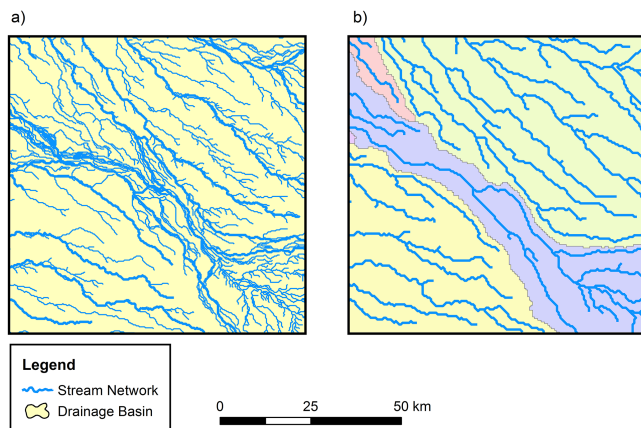 a)
b)
Legend
Stream Network
Drainage Basin
0 25 50 km